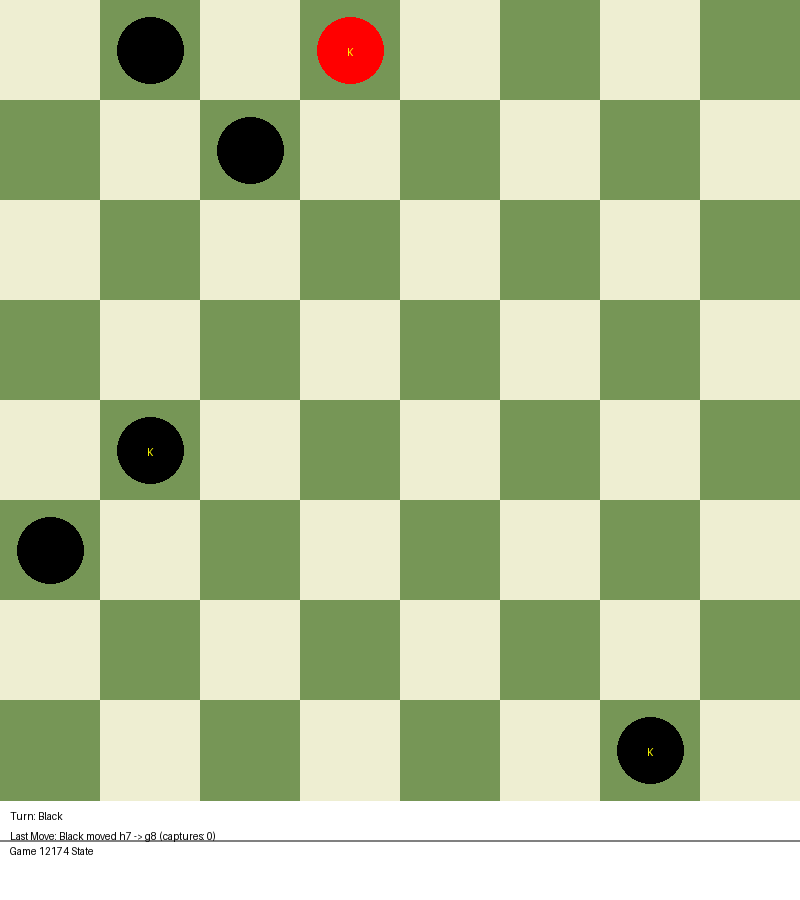 K
K
K
Turn: Black
Last Move: Black moved h7 -> g8 (captures: 0)
Game 12174 State